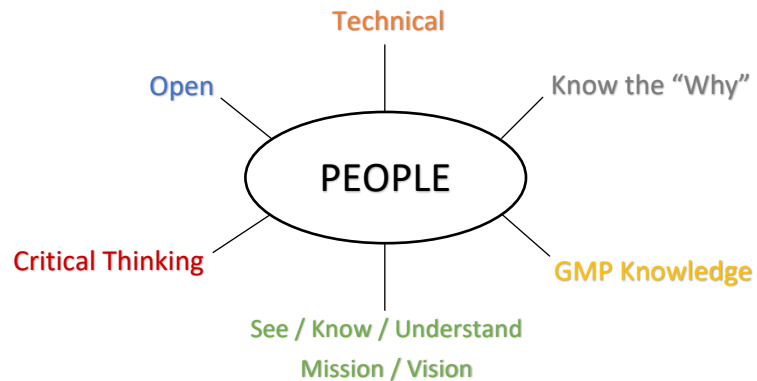 Technical
Open
Know the “Why”
PEOPLE
Critical Thinking
GMP Knowledge
See / Know / Understand
Mission / Vision